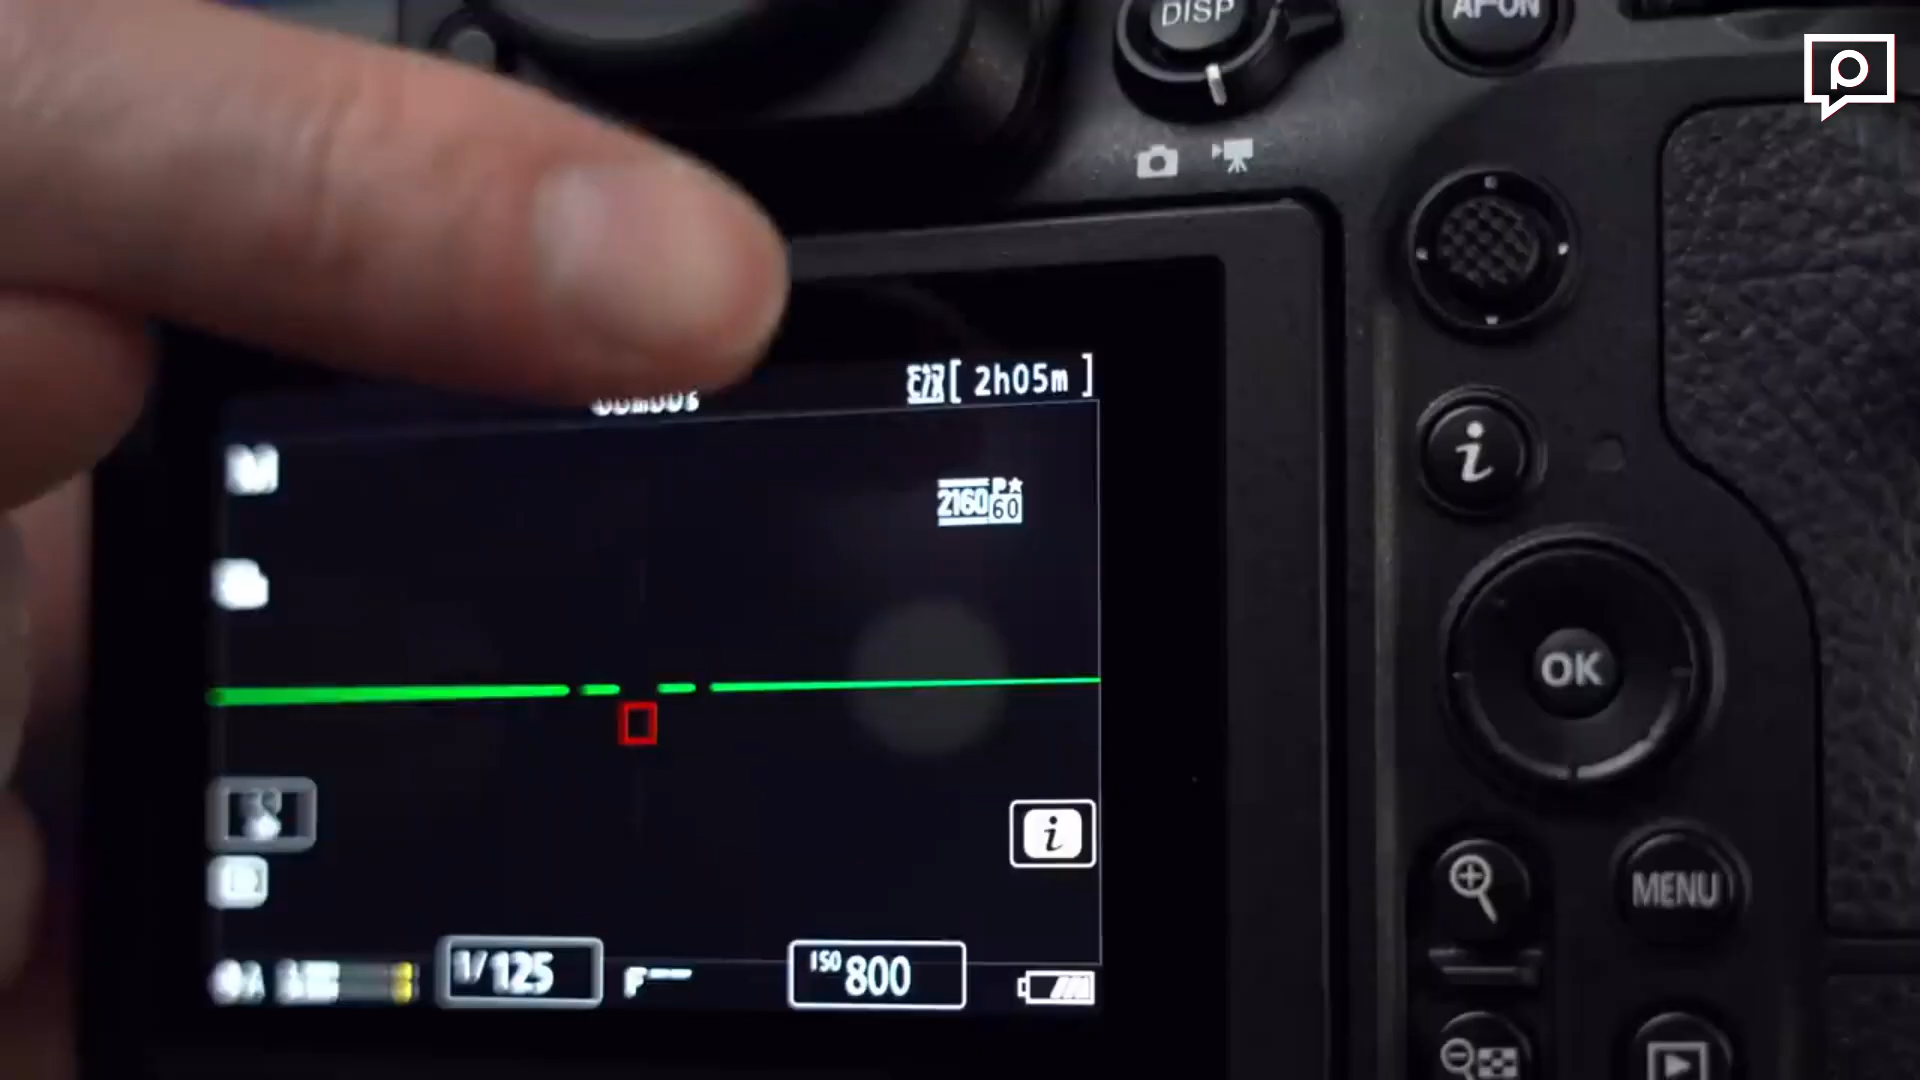 DISP
AF-ON
[ 2h05m ]
M
2160 P★
60
i
i
OK
MENU
1/125
F--
ISO 800